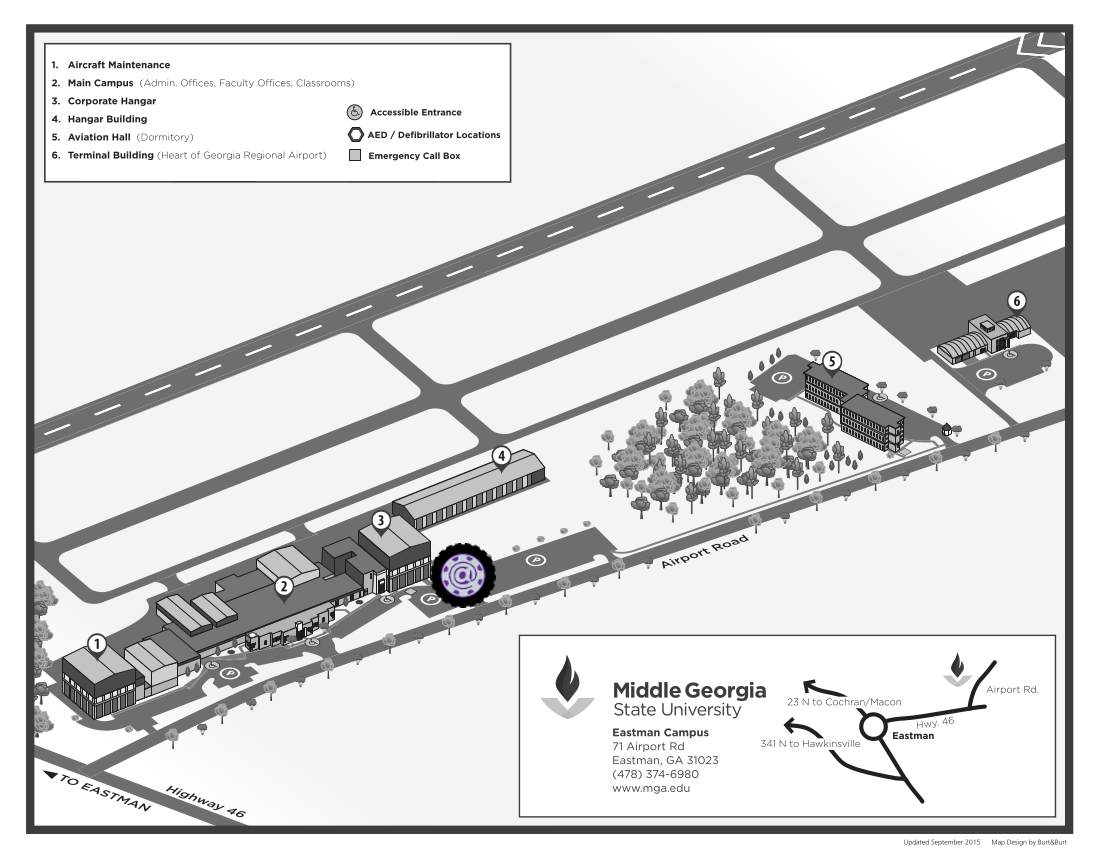 1. Aircraft Maintenance
2. Main Campus (Admin. Offices, Faculty Offices, Classrooms)
3. Corporate Hangar
4. Hangar Building
5. Aviation Hall (Dormitory)
6. Terminal Building (Heart of Georgia Regional Airport)
Accessible Entrance
AED / Defibrillator Locations
Emergency Call Box
6
P
5
P
4
3
P
@
2
P
1
P
Airport Road
TO EASTMAN
Highway 46
Middle Georgia
State University
Eastman Campus
71 Airport Rd
Eastman, GA 31023
(478) 374-6980
www.mga.edu
Airport Rd.
23 N to Cochran/Macon
Hwy. 46
Eastman
341 N to Hawkinsville
Updated September 2015 Map Design by Burt&Burt